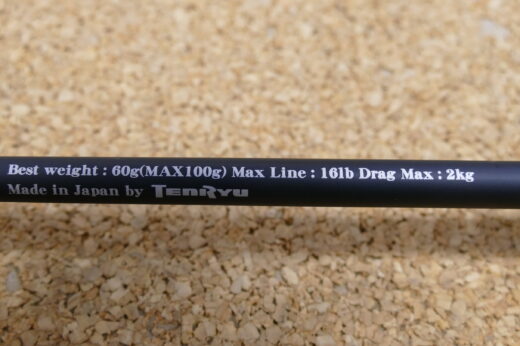 Best weight : 60g(MAX100g) Max Line : 16lb Drag Max : 2kg
Made in Japan by TENRYU